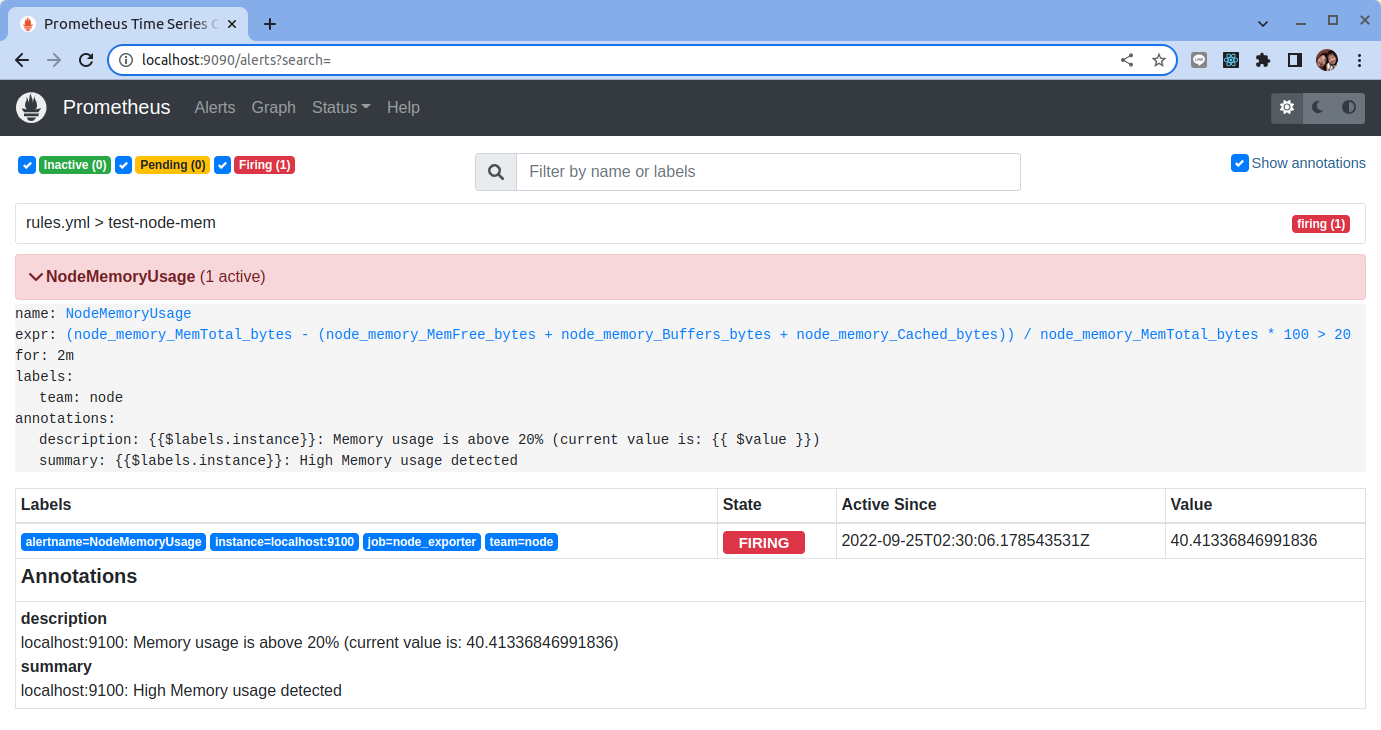 Prometheus Time Series C
localhost:9090/alerts?search=
Prometheus Alerts Graph Status Help
Inactive (0) Pending (0) Firing (1) Filter by name or labels Show annotations
rules.yml > test-node-mem firing (1)
NodeMemoryUsage (1 active)
name: NodeMemoryUsage
expr: (node_memory_MemTotal_bytes - (node_memory_MemFree_bytes + node_memory_Buffers_bytes + node_memory_Cached_bytes)) / node_memory_MemTotal_bytes * 100 > 20
for: 2m
labels:
team: node
annotations:
description: {{$labels.instance}}: Memory usage is above 20% (current value is: {{ $value }})
summary: {{$labels.instance}}: High Memory usage detected
Labels State Active Since Value
alertname=NodeMemoryUsage instance=localhost:9100 job=node_exporter team=node FIRING 2022-09-25T02:30:06.178543531Z 40.41336846991836
Annotations
description
localhost:9100: Memory usage is above 20% (current value is: 40.41336846991836)
summary
localhost:9100: High Memory usage detected